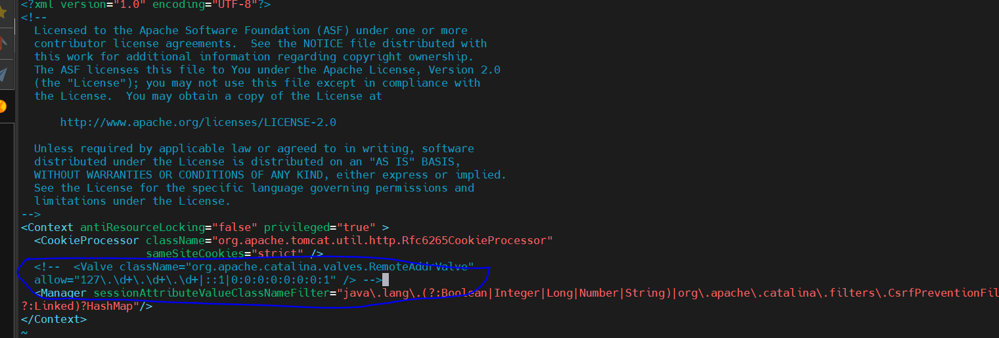 <?xml version="1.0" encoding="UTF-8"?>
<!--
  Licensed to the Apache Software Foundation (ASF) under one or more
  contributor license agreements.  See the NOTICE file distributed with
  this work for additional information regarding copyright ownership.
  The ASF licenses this file to You under the Apache License, Version 2.0
  (the "License"); you may not use this file except in compliance with
  the License.  You may obtain a copy of the License at

      http://www.apache.org/licenses/LICENSE-2.0

  Unless required by applicable law or agreed to in writing, software
  distributed under the License is distributed on an "AS IS" BASIS,
  WITHOUT WARRANTIES OR CONDITIONS OF ANY KIND, either express or implied.
  See the License for the specific language governing permissions and
  limitations under the License.
-->
<Context antiResourceLocking="false" privileged="true" >
  <CookieProcessor className="org.apache.tomcat.util.http.Rfc6265CookieProcessor"
                   sameSiteCookies="strict" />
  <!--  <Valve className="org.apache.catalina.valves.RemoteAddrValve"
  allow="127\.\d+\.\d+\.\d+|::1|0:0:0:0:0:0:0:1" /> -->
  <Manager sessionAttributeValueClassNameFilter="java\.lang\.(?:Boolean|Integer|Long|Number|String)|org\.apache\.catalina\.filters\.CsrfPreventionFil
?:Linked)?HashMap"/>
</Context>
~